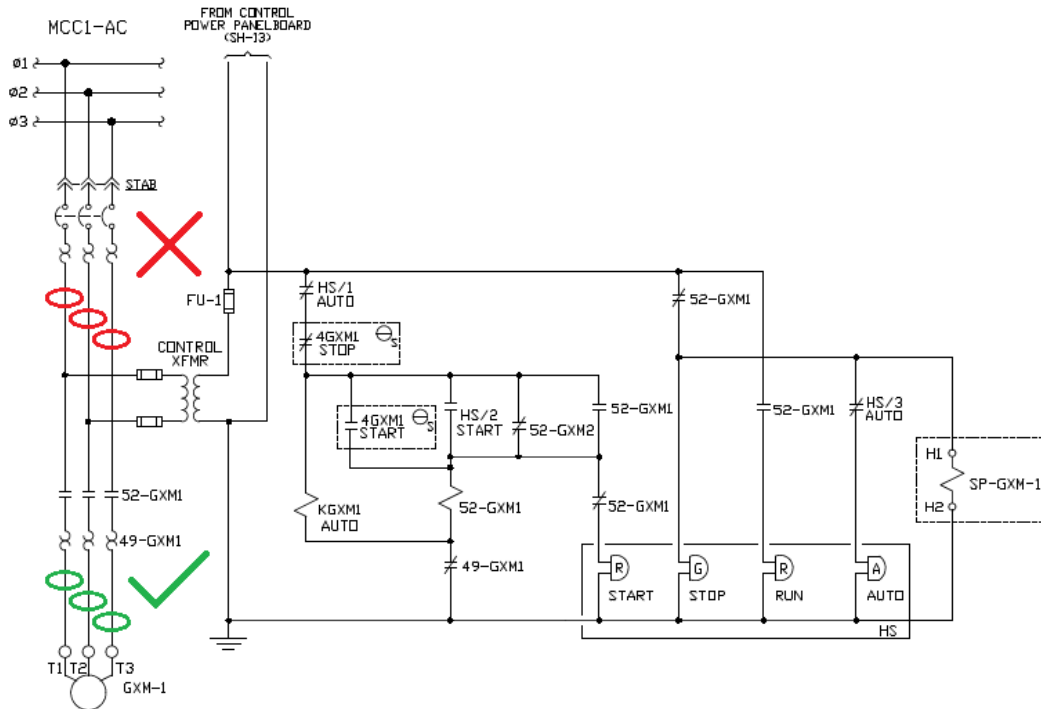 MCC1-AC
FROM CONTROL
POWER PANELBOARD
(SH-13)
ø1
ø2
ø3
STAB
FU-1
CONTROL
XFMR
HS/1
AUTO
4GXM1
STOP
S
52-GXM1
4GXM1
START
S
HS/2
START
52-GXM2
52-GXM1
52-GXM1
HS/3
AUTO
H1
SP-GXM-1
H2
52-GXM1
KGXM1
AUTO
52-GXM1
52-GXM1
49-GXM1
49-GXM1
R
START
G
STOP
R
RUN
A
AUTO
HS
T1
T2
T3
GXM-1